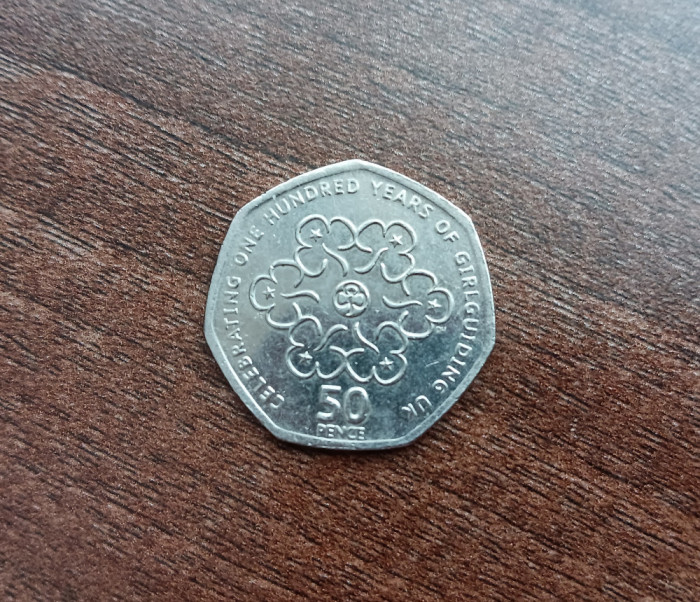 CELEBRATING ONE HUNDRED YEARS OF GIRLGUIDING UK
50
PENCE